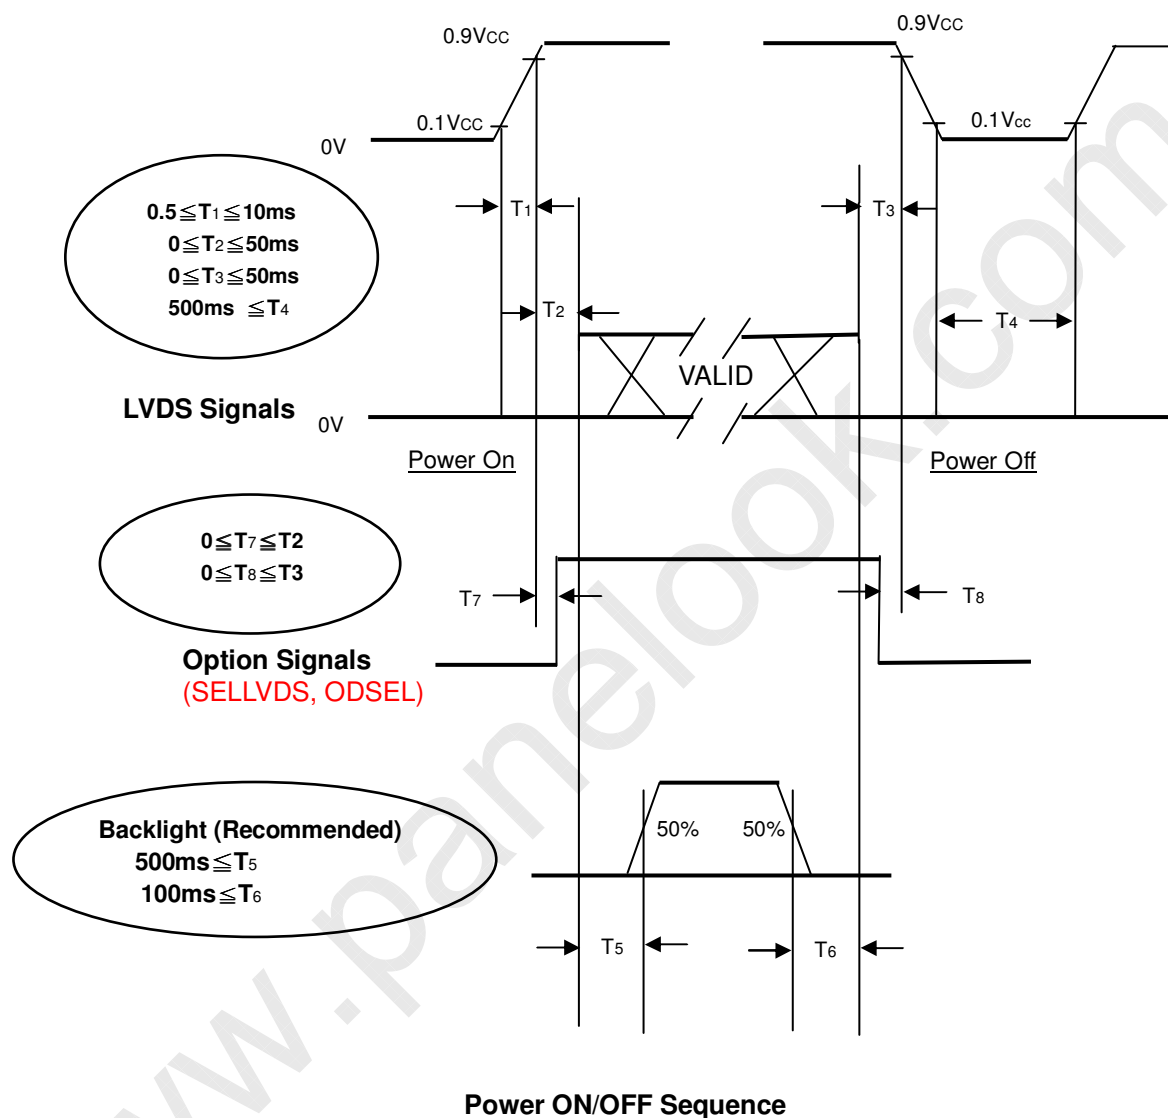 0.9VCC
0.9VCC
0.1VCC
0.1Vcc
0V
0.5≦T1≦10ms
0≦T2≦50ms
0≦T3≦50ms
500ms ≦T4
T1
T3
T2
T4
VALID
LVDS Signals
0V
Power On
Power Off
0≦T7≦T2
0≦T8≦T3
T7
T8
Option Signals
(SELLVDS, ODSEL)
Backlight (Recommended)
500ms≦T5
100ms≦T6
50%
50%
T5
T6
Power ON/OFF Sequence
www.panelook.com